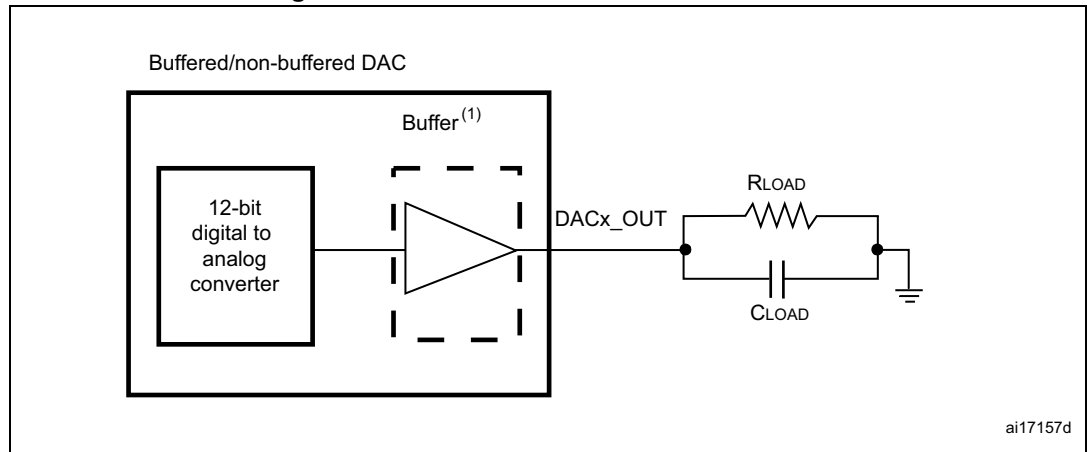 Buffered/non-buffered DAC
Buffer(1)
12-bit
digital to
analog
converter
DACx_OUT
RLOAD
CLOAD
ai17157d